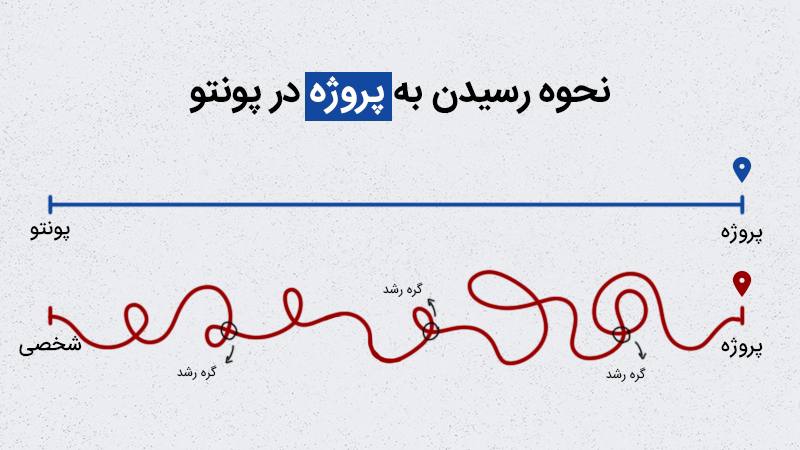 نحوه رسیدن به پروژه در پونتو
پروژه
پونتو
گره رشد
پروژه
شخصی
گره رشد
گره رشد